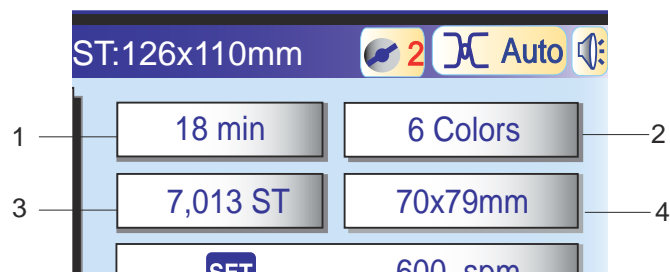 ST:126x110mm 2 Auto
1 18 min 6 Colors 2
3 7,013 ST 70x79mm 4
SET 600 spm